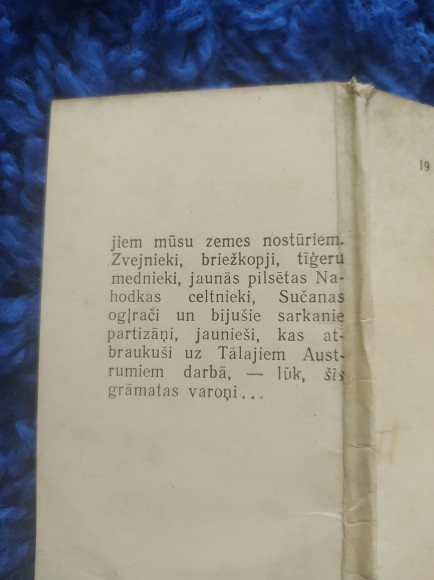 19
jiem mūsu zemes nostūriem.
Zvejnieki, briežkopji, tīģeru
mednieki, jaunās pilsētas Na-
hodkas celtnieki, Sučanas
ogļrači un bijušie sarkanie
partizāņi, jaunieši, kas at-
braukuši uz Tālajiem Aust-
rumiem darbā, — lūk, šīs
grāmatas varoņi...